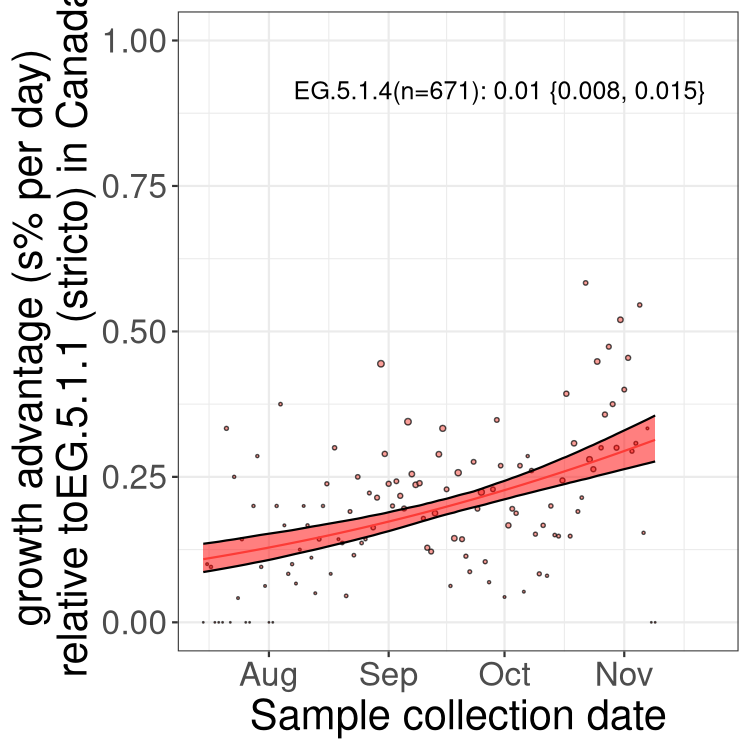 growth advantage (s% per day)
relative toEG.5.1.1 (stricto) in Canada
1.00
0.75
0.50
0.25
0.00
EG.5.1.4(n=671): 0.01 {0.008, 0.015}
Aug Sep Oct Nov
Sample collection date